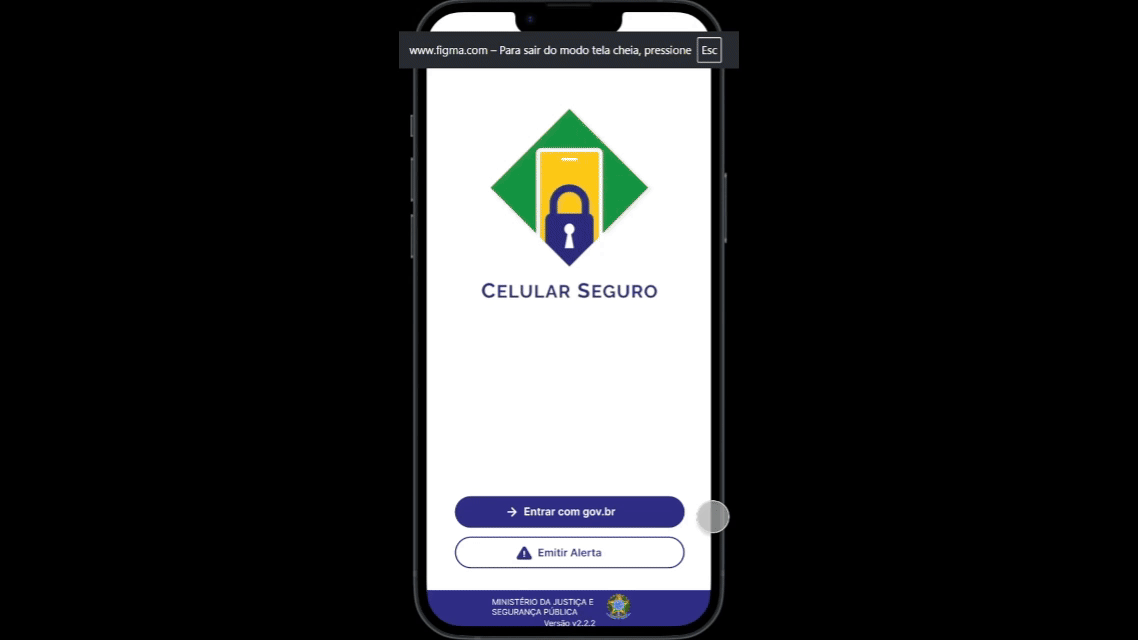 www.figma.com – Para sair do modo tela cheia, pressione Esc
CELULAR SEGURO
Entrar com gov.br
Emitir Alerta
MINISTÉRIO DA JUSTIÇA E
SEGURANÇA PÚBLICA
Versão v2.2.2